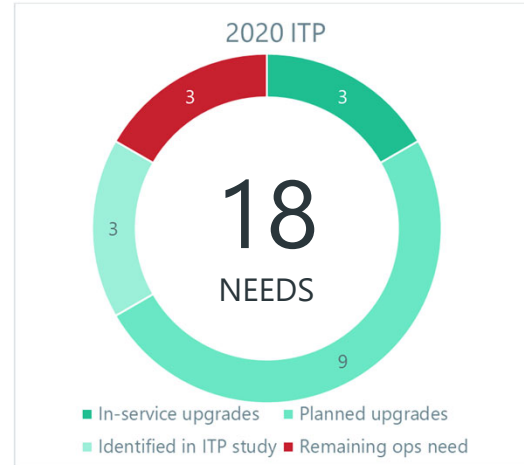 2020 ITP
3
3
18
3
NEEDS
9
In-service upgrades
Planned upgrades
Identified in ITP study
Remaining ops need